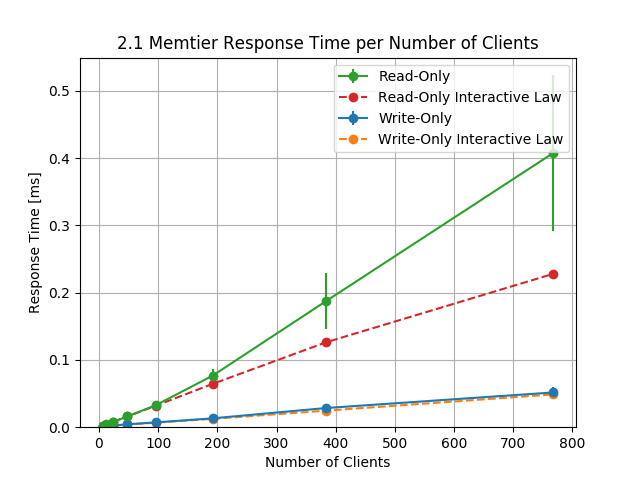 2.1 Memtier Response Time per Number of Clients
Read-Only
Read-Only Interactive Law
Write-Only
Write-Only Interactive Law
Response Time [ms]
0.5
0.4
0.3
0.2
0.1
0.0
0 100 200 300 400 500 600 700 800
Number of Clients